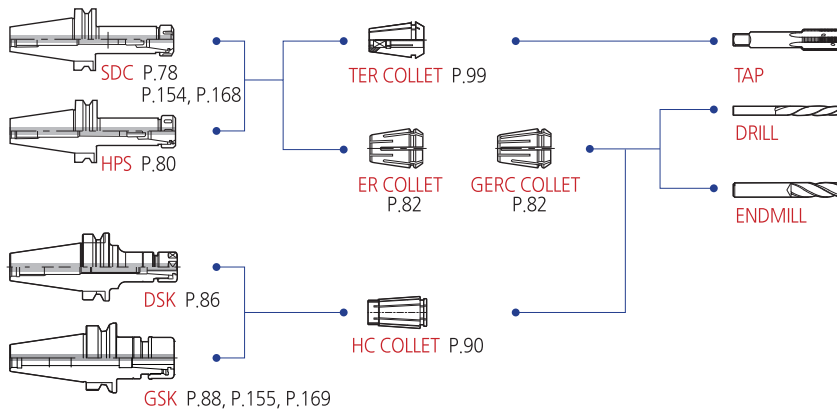 SDC P.78
P.154, P.168
TER COLLET P.99
TAP
HPS P.80
ER COLLET
P.82
GERC COLLET
P.82
DRILL
ENDMILL
DSK P.86
HC COLLET P.90
GSK P.88, P.155, P.169